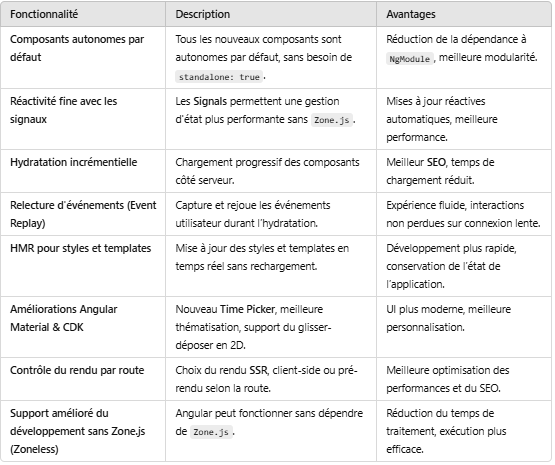 Fonctionnalité
Description
Avantages
Composants autonomes par
défaut
Tous les nouveaux composants sont
autonomes par défaut, sans besoin de
standalone: true.
Réduction de la dépendance à
NgModule, meilleure modularité.
Réactivité fine avec les
signaux
Les Signals permettent une gestion
d'état plus performante sans Zone.js.
Mises à jour réactives
automatiques, meilleure
performance.
Hydratation incrémentielle
Chargement progressif des composants
côté serveur.
Meilleur SEO, temps de
chargement réduit.
Relecture d'événements (Event
Replay)
Capture et rejoue les événements
utilisateur durant l'hydratation.
Expérience fluide, interactions
non perdues sur connexion lente.
HMR pour styles et templates
Mise à jour des styles et templates en
temps réel sans rechargement.
Développement plus rapide,
conservation de l'état de
l'application.
Améliorations Angular
Material & CDK
Nouveau Time Picker, meilleure
thématisation, support du glisser-
déposer en 2D.
UI plus moderne, meilleure
personnalisation.
Contrôle du rendu par route
Choix du rendu SSR, client-side ou pré-
rendu selon la route.
Meilleure optimisation des
performances et du SEO.
Support amélioré du
développement sans Zone.js
(Zoneless)
Angular peut fonctionner sans dépendre
de Zone.js.
Réduction du temps de
traitement, exécution plus
efficace.